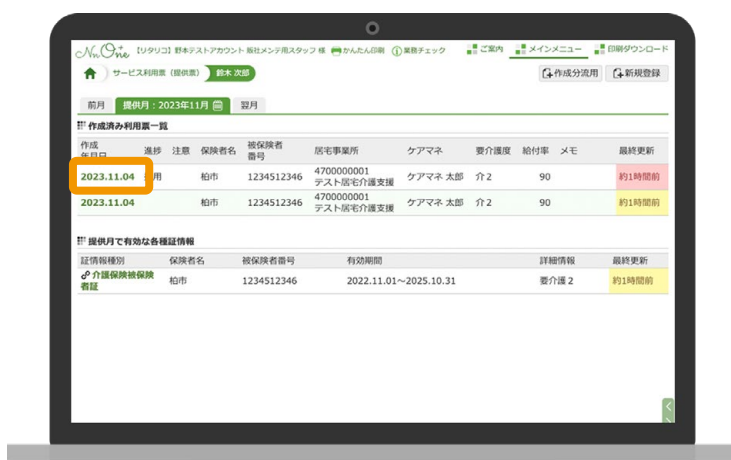 Nn One 【リタリコ】野本テストアカウント 販社メンテ用スタッフ 様 かんたん印刷 業務チェック ご案内 メインメニュー 印刷ダウンロード
サービス利用票（提供票） 鈴木 次郎 作成分流用 新規登録
前月 提供月：2023年11月 翌月
作成済み利用票一覧
作成 年月日 進捗 注意 保険者名 被保険者 番号 居宅事業所 ケアマネ 要介護度 給付率 メモ 最終更新
2023.11.04 用 柏市 1234512346 4700000001 テスト居宅介護支援 ケアマネ 太郎 介2 90 約1時間前
2023.11.04 柏市 1234512346 4700000001 テスト居宅介護支援 ケアマネ 太郎 介2 90 約1時間前
提供月で有効な各種証情報
証情報種別 保険者名 被保険者番号 有効期間 詳細情報 最終更新
介護保険被保険者証 柏市 1234512346 2022.11.01～2025.10.31 要介護2 約1時間前